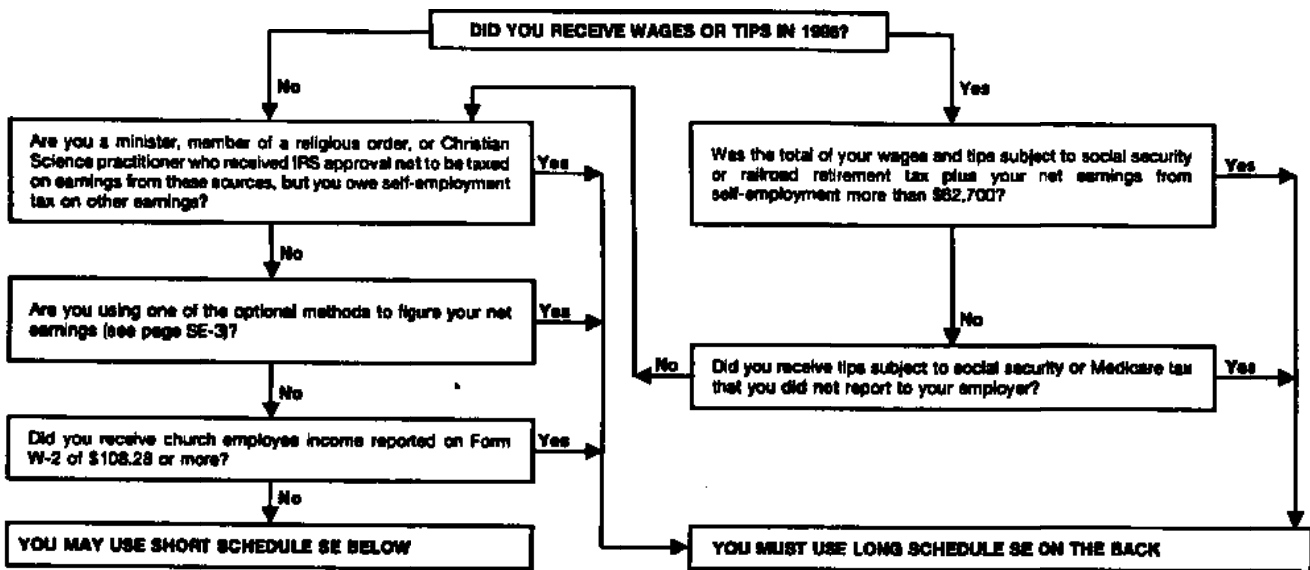 DID YOU RECEIVE WAGES OR TIPS IN 1996?
No
Yes
Are you a minister, member of a religious order, or Christian
Science practitioner who received IRS approval not to be taxed
on earnings from these sources, but you owe self-employment
tax on other earnings?
Yes
Was the total of your wages and tips subject to social security
or railroad retirement tax plus your net earnings from
self-employment more than $62,700?
Yes
No
No
Are you using one of the optional methods to figure your net
earnings (see page SE-3)?
Yes
No
Did you receive tips subject to social security or Medicare tax
that you did not report to your employer?
No
Yes
Did you receive church employee income reported on Form
W-2 of $108.28 or more?
Yes
No
YOU MAY USE SHORT SCHEDULE SE BELOW
YOU MUST USE LONG SCHEDULE SE ON THE BACK